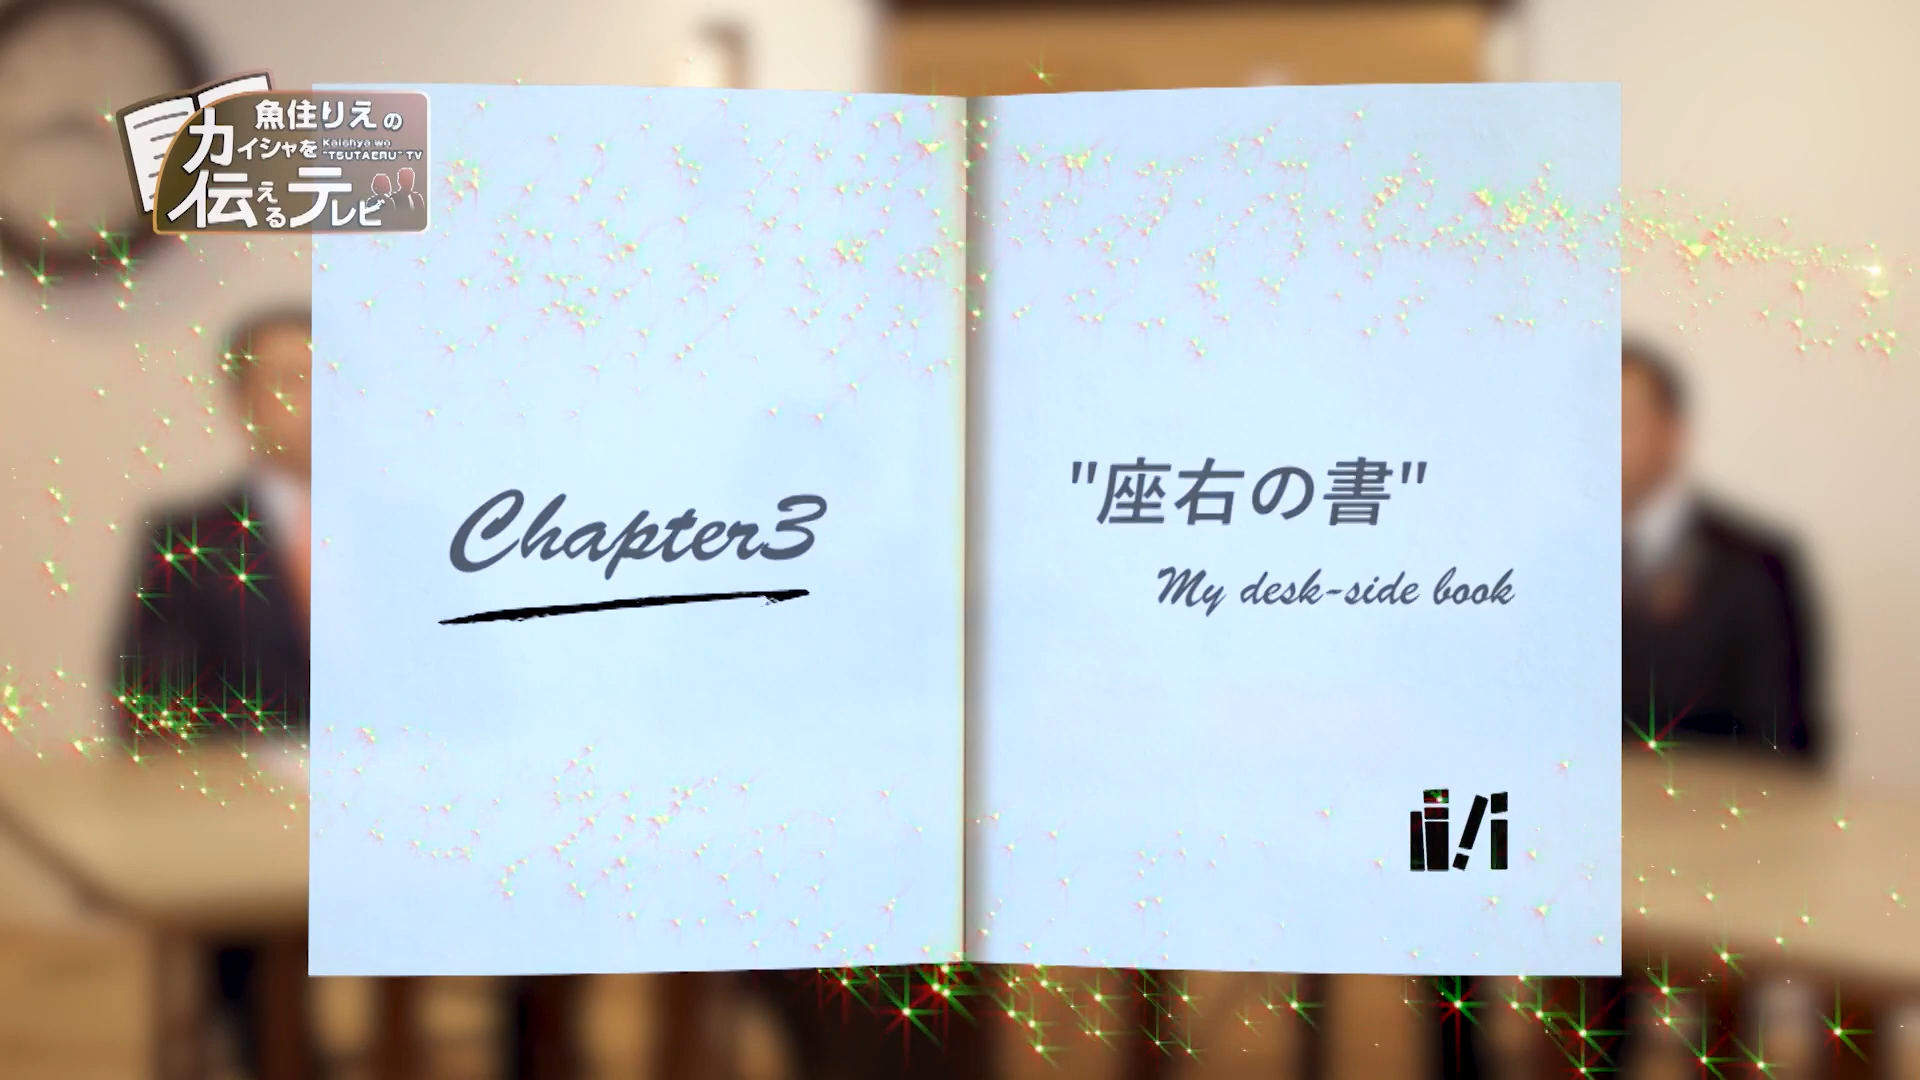 魚住りえの
カイシャを
Kaishya wo
"TSUTAERU" TV
伝えるテレビ
Chapter3
"座右の書"
My desk-side book